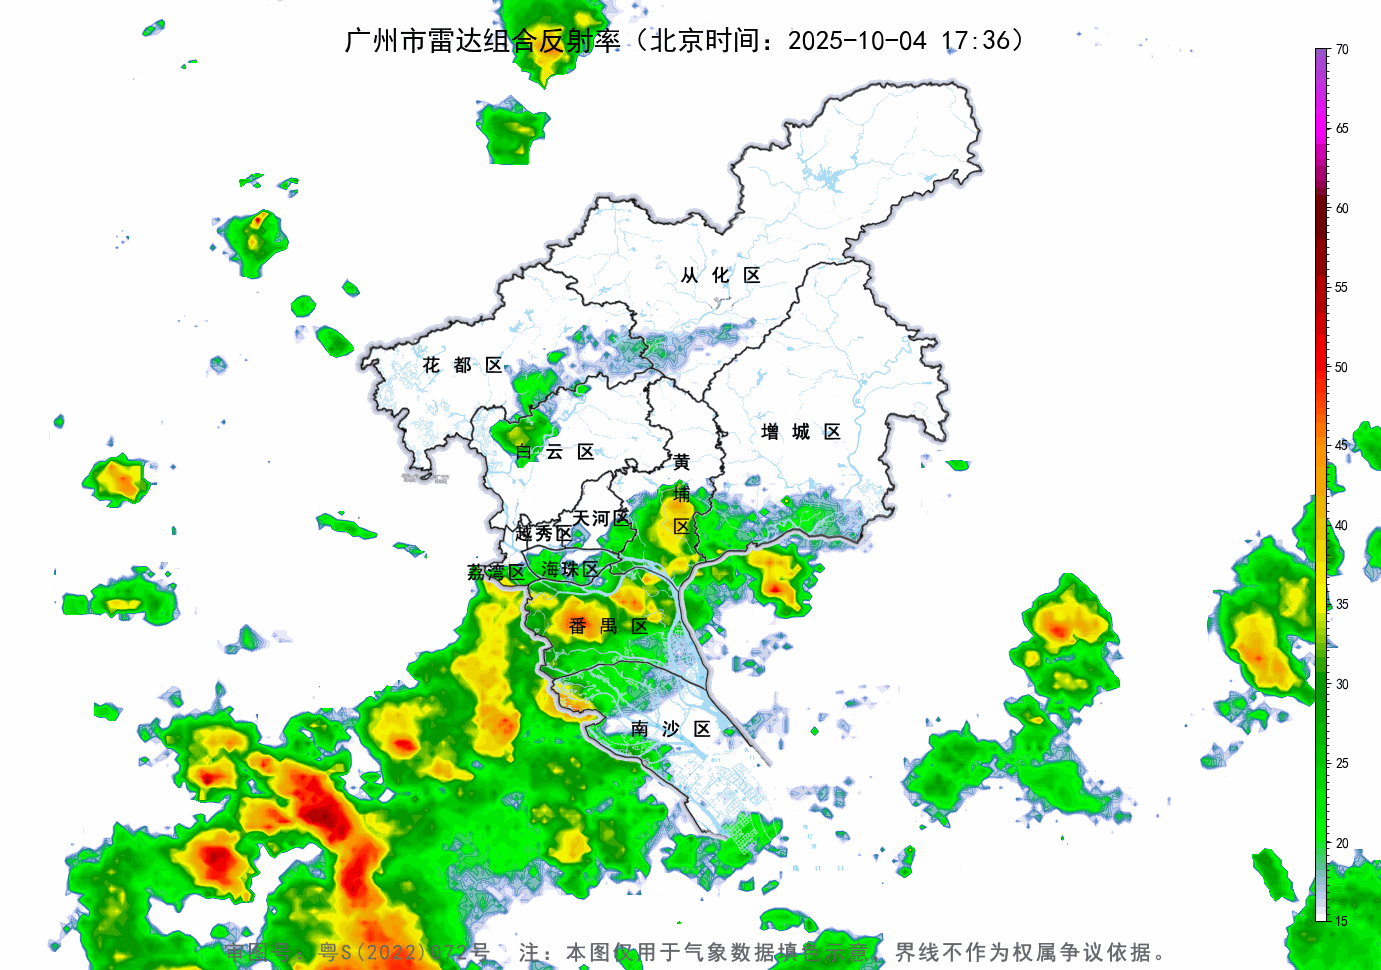 广州市雷达组合反射率（北京时间：2025-10-04 17:36）
70
65
60
55
50
45
40
35
30
25
20
15
从 化 区
花 都 区
增 城 区
白 云 区
黄
埔
区
天河区
越秀区
荔湾区
海珠区
番 禺 区
南 沙 区
审图号：粤S(2022)072号 注：本图仅用于气象数据填色示意，界线不作为权属争议依据。